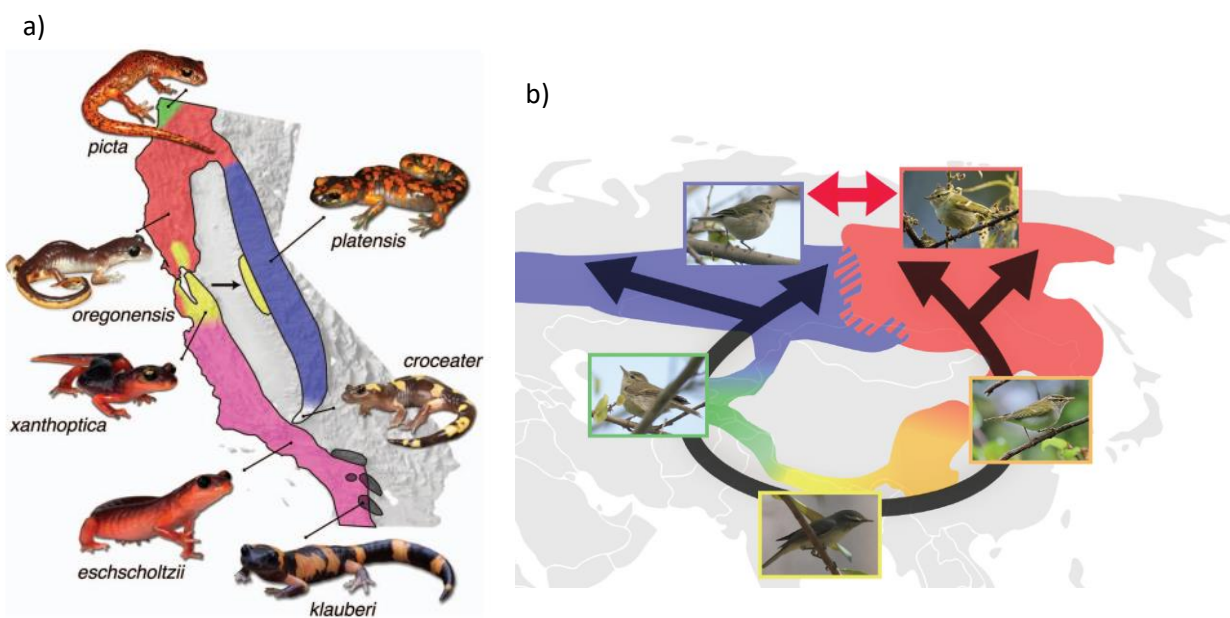 a)
b)
picta
platensis
oregonensis
croceater
xanthoptica
eschscholtzii
klauberi